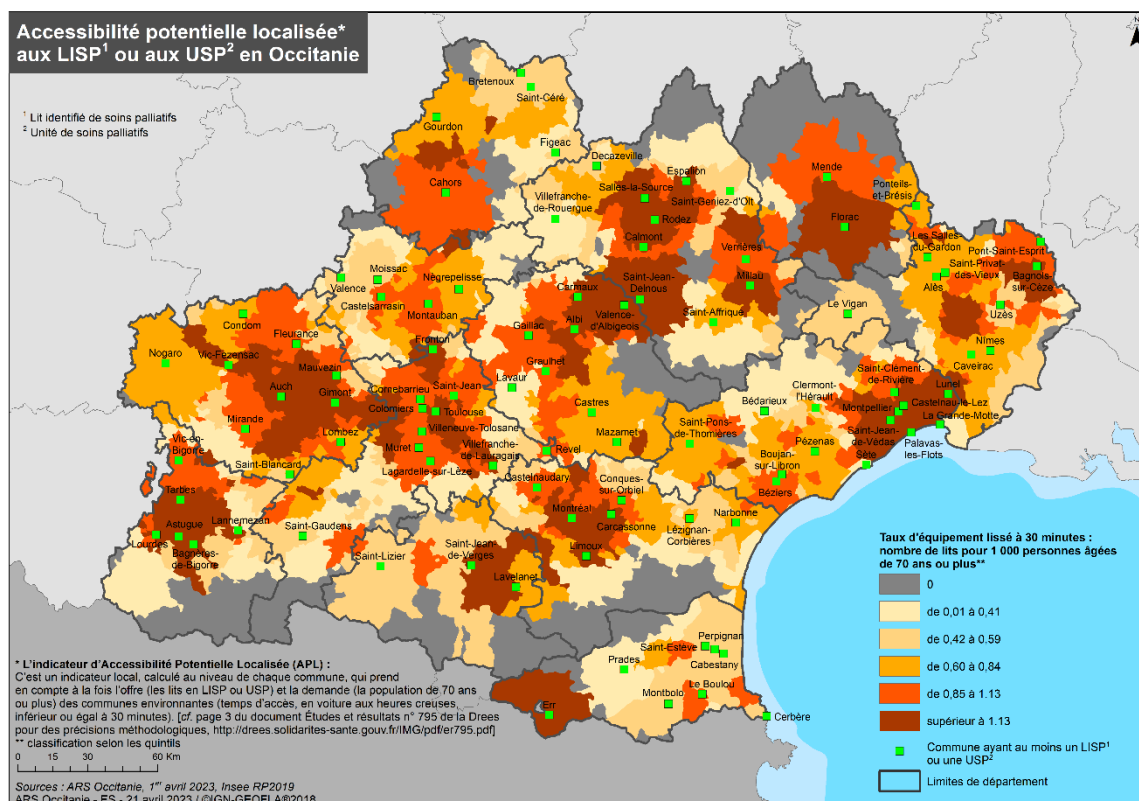 Accessibilité potentielle localisée*
aux LISP¹ ou aux USP² en Occitanie
N
¹ Lit identifié de soins palliatifs
² Unité de soins palliatifs
Bretenoux
Saint-Céré
Gourdon
Figeac
Cahors
Decazeville
Espalion
Salles-la-Source
Saint-Geniez-d'Olt
Villefranche-
de-Rouergue
Rodez
Calmont
Mende
Florac
Ponteils-
et-Brésis
Les Salles-
du-Gardon
Pont-Saint-Esprit
Saint-Privat
des-Vieux
Bagnols-
sur-Cèze
Alès
Uzès
Verrières
Millau
Saint-Jean-
Delnous
Le Vigan
Saint-Affrique
Nîmes
Caveirac
Moissac
Valence
Castelsarrasin
Nègrepelisse
Montauban
Carmaux
Albi
Valence-
d'Albigeois
Gaillac
Graulhet
Lavaur
Castres
Mazamet
Revel
Condom
Fleurance
Nogaro
Vic-Fezensac
Mauvezin
Auch
Gimont
Mirande
Lombez
Fronton
Cornebarrieu
Saint-Jean
Colomiers
Toulouse
Villeneuve-Tolosane
Muret
Villefranche-
de-Lauragais
Lagardelle-sur-Lèze
Vic-en-
Bigorre
Saint-Blancard
Tarbes
Astugue
Lannemezan
Lourdes
Bagnères-
de-Bigorre
Saint-Gaudens
Saint-Lizier
Saint-Jean-
de-Verges
Lavelanet
Castelnaudary
Conques-
sur-Orbiel
Montréal
Carcassonne
Limoux
Lézignan-
Corbières
Narbonne
Saint-Pons-
de-Thomières
Bédarieux
Clermont-
l'Hérault
Pézenas
Boujan-
sur-Libron
Béziers
Saint-Clément-
de-Rivière
Lunel
Montpellier
Castelnau-le-Lez
La Grande-Motte
Saint-Jean-
de-Védas
Palavas-
les-Flots
Sète
Perpignan
Saint-Estève
Cabestany
Prades
Le Boulou
Montbolo
Cerbère
Err
Taux d'équipement lissé à 30 minutes :
nombre de lits pour 1 000 personnes âgées
de 70 ans ou plus**
0
de 0,01 à 0,41
de 0,42 à 0.59
de 0,60 à 0,84
de 0,85 à 1.13
supérieur à 1.13
Commune ayant au moins un LISP¹
ou une USP²
Limites de département
* L'indicateur d'Accessibilité Potentielle Localisée (APL) :
C'est un indicateur local, calculé au niveau de chaque commune, qui prend
en compte à la fois l'offre (les lits en LISP ou USP) et la demande (la population de 70 ans
ou plus) des communes environnantes (temps d'accès, en voiture aux heures creuses,
inférieur ou égal à 30 minutes). [cf. page 3 du document Études et résultats n° 795 de la Drees
pour des précisions méthodologiques, http://drees.solidarites-sante.gouv.fr/IMG/pdf/er795.pdf]
** classification selon les quintils
0 15 30 60 Km
Sources : ARS Occitanie, 1er avril 2023, Insee RP2019
ARS Occitanie - ES - 21 avril 2023 / ©IGN-GEOFLA®2018